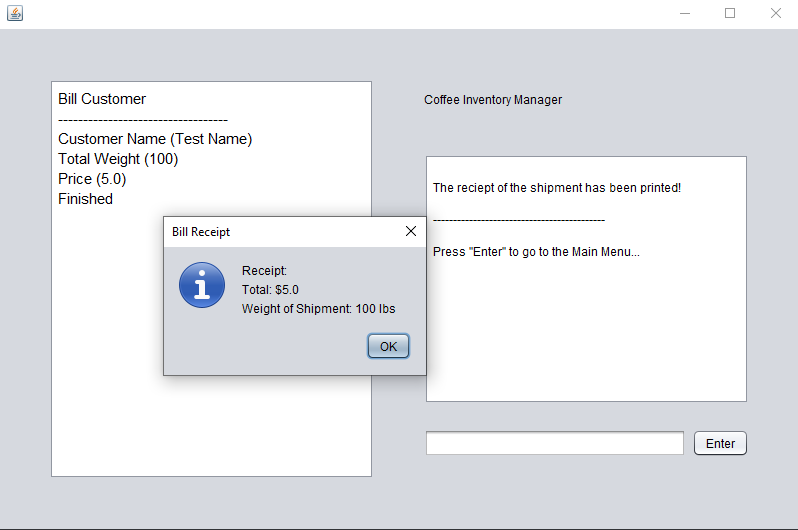 Bill Customer
----------------------------------
Customer Name (Test Name)
Total Weight (100)
Price (5.0)
Finished
Coffee Inventory Manager
The reciept of the shipment has been printed!
-------------------------------------------
Press "Enter" to go to the Main Menu...
Enter
Bill Receipt
Receipt:
Total: $5.0
Weight of Shipment: 100 lbs
OK